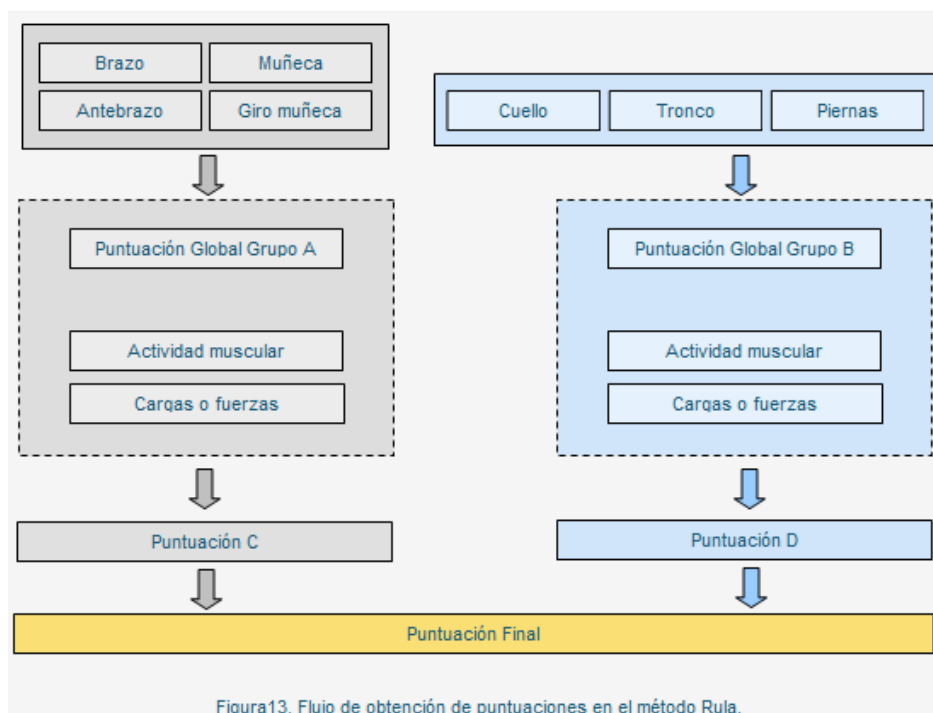 Brazo
Muñeca
Antebrazo
Giro muñeca
Cuello
Tronco
Piernas
Puntuación Global Grupo A
Actividad muscular
Cargas o fuerzas
Puntuación Global Grupo B
Actividad muscular
Cargas o fuerzas
Puntuación C
Puntuación D
Puntuación Final
Figura13. Flujo de obtención de puntuaciones en el método Rula.